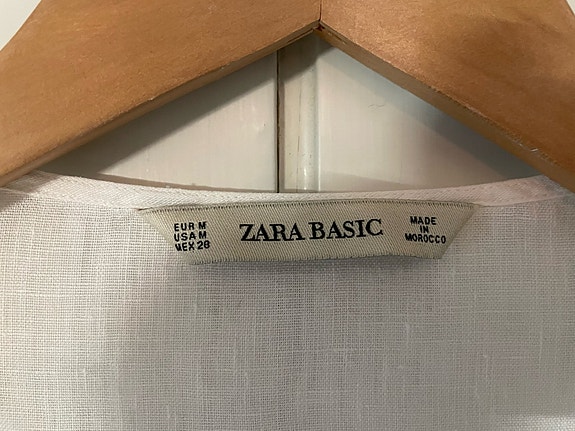 EUR M
USA M
MEX 28
ZARA BASIC
MADE
IN
MOROCCO